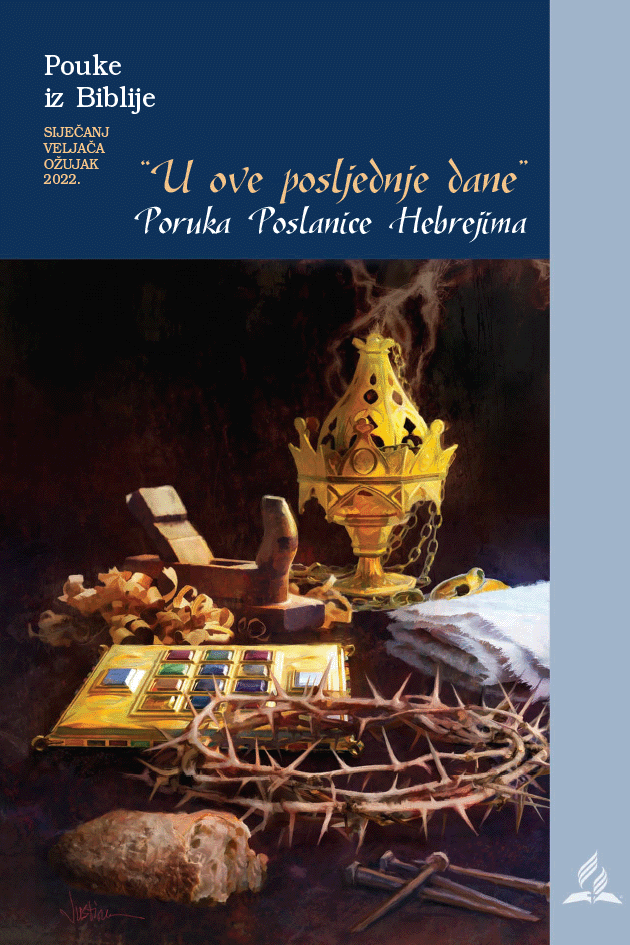 Pouke
iz Biblije
SIJEČANJ
VELJAČA
OŽUJAK
2022.
“U ove posljednje dane”
Poruka Poslanice Hebrejima